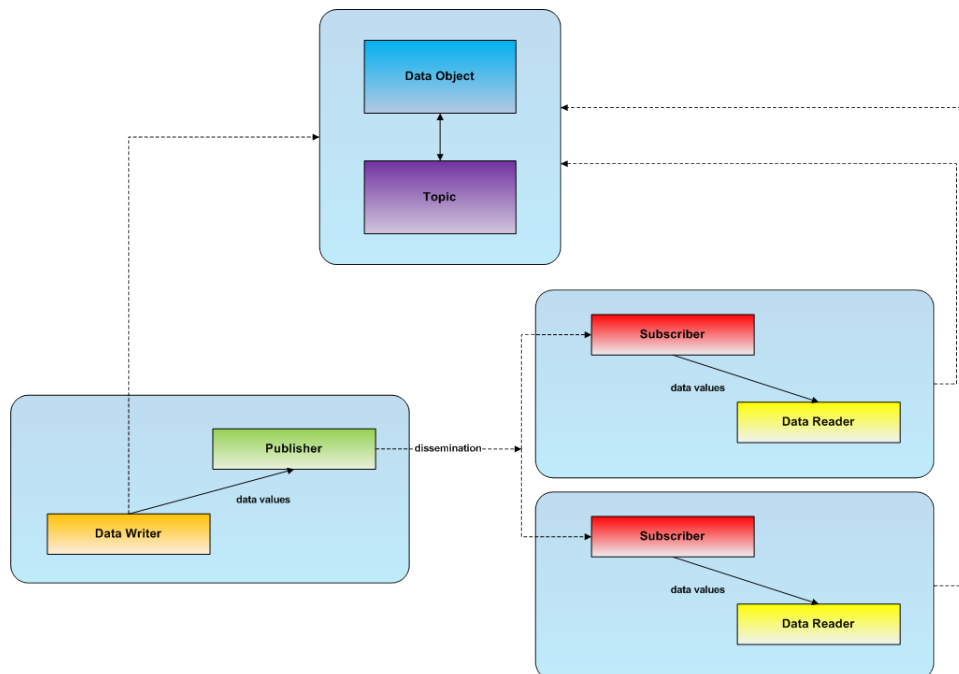 Data Object
Topic
Subscriber
data values
Data Reader
Publisher
dissemination
data values
Data Writer
Subscriber
data values
Data Reader